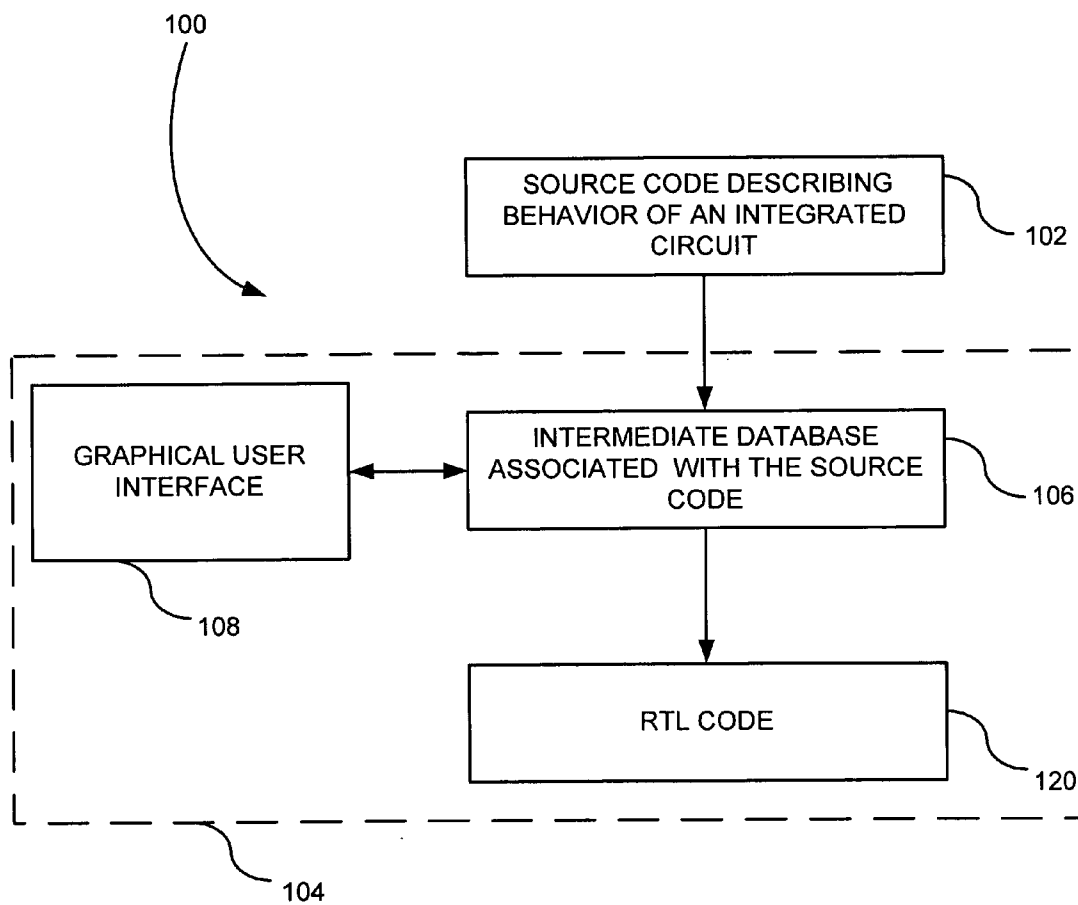 100
SOURCE CODE DESCRIBING
BEHAVIOR OF AN INTEGRATED
CIRCUIT
102
GRAPHICAL USER
INTERFACE
INTERMEDIATE DATABASE
ASSOCIATED WITH THE SOURCE
CODE
106
108
RTL CODE
120
104